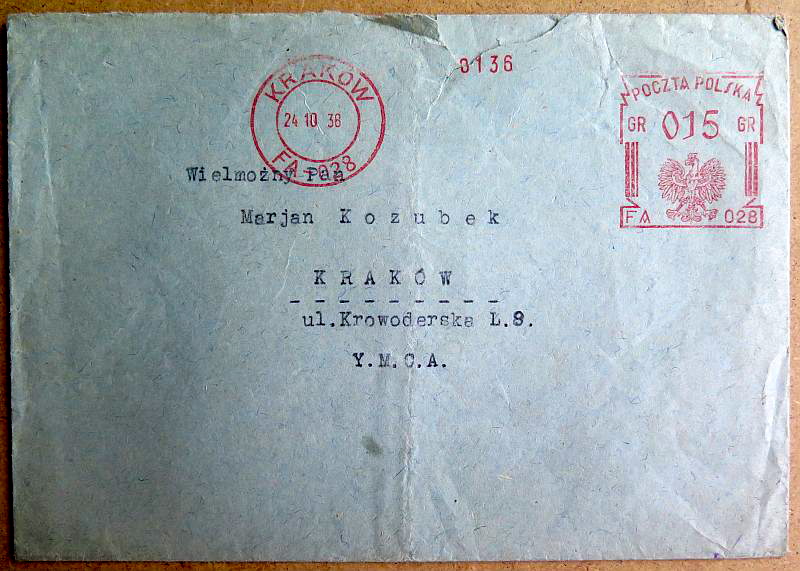 0136
KRAKÓW
24 10 38
FA-028
POCZTA POLSKA
GR 015 GR
FA 028
Wielmożny Pan
Marjan Kozubek
KRAKÓW
ul.Krowoderska L.8.
Y.M.C.A.